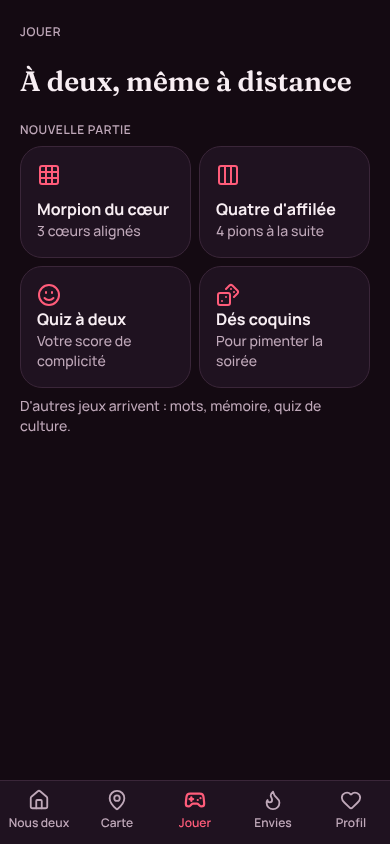 JOUER
À deux, même à distance
NOUVELLE PARTIE
Morpion du cœur
3 cœurs alignés
Quatre d'affilée
4 pions à la suite
Quiz à deux
Votre score de
complicité
Dés coquins
Pour pimenter la
soirée
D'autres jeux arrivent : mots, mémoire, quiz de
culture.
Nous deux
Carte
Jouer
Envies
Profil